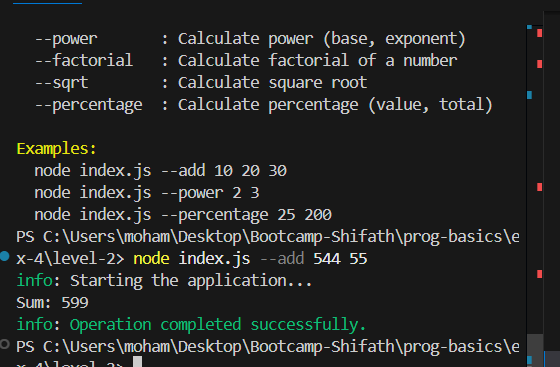 --power : Calculate power (base, exponent)
--factorial : Calculate factorial of a number
--sqrt : Calculate square root
--percentage : Calculate percentage (value, total)
Examples:
node index.js --add 10 20 30
node index.js --power 2 3
node index.js --percentage 25 200
PS C:\Users\moham\Desktop\Bootcamp-Shifath\prog-basics\e
x-4\level-2> node index.js --add 544 55
info: Starting the application...
Sum: 599
info: Operation completed successfully.
PS C:\Users\moham\Desktop\Bootcamp-Shifath\prog-basics\e
x-4\level-2>